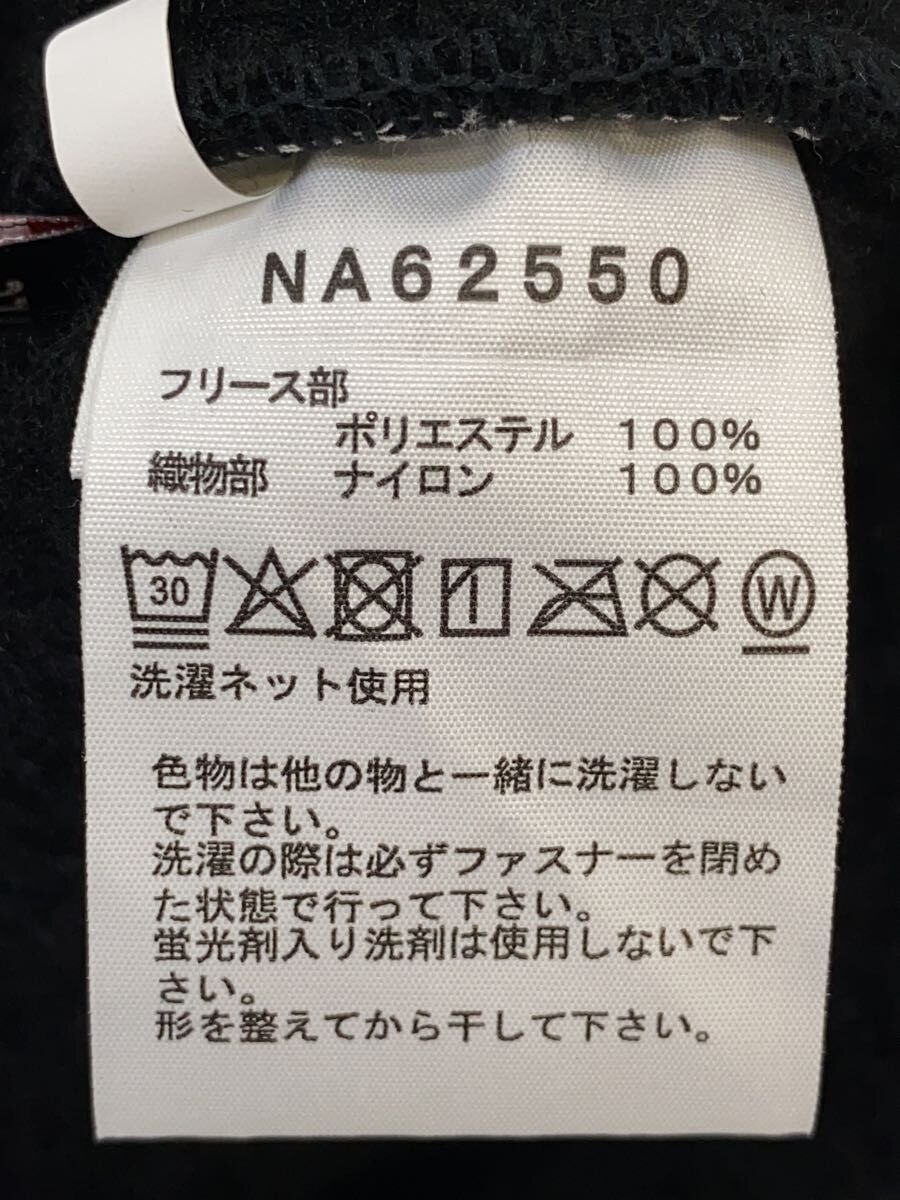 NA62550
フリース部
ポリエステル 100%
織物部 ナイロン 100%
30 W
洗濯ネット使用
色物は他の物と一緒に洗濯しない
で下さい。
洗濯の際は必ずファスナーを閉め
た状態で行って下さい。
蛍光剤入り洗剤は使用しないで下
さい。
形を整えてから干して下さい。